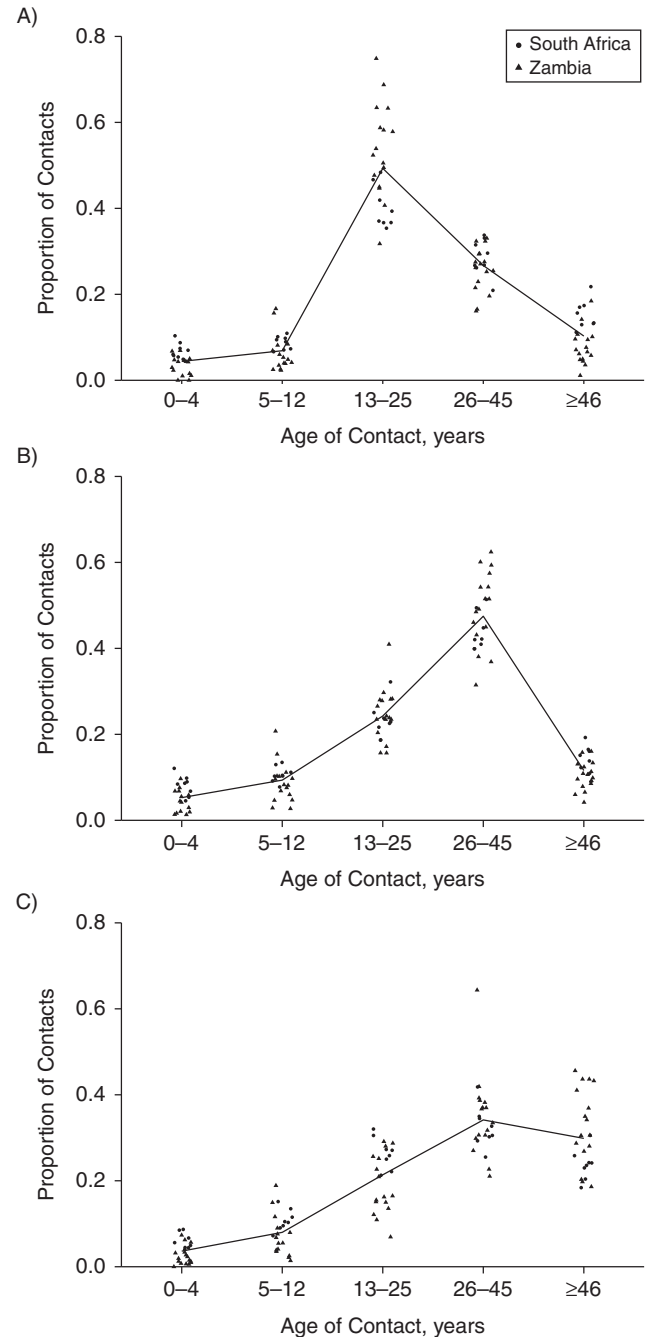 A)
South Africa
Zambia
0.8
0.6
0.4
0.2
0.0
Proportion of Contacts
0–4 5–12 13–25 26–45 ≥46
Age of Contact, years
B)
0.8
0.6
0.4
0.2
0.0
Proportion of Contacts
0–4 5–12 13–25 26–45 ≥46
Age of Contact, years
C)
0.8
0.6
0.4
0.2
0.0
Proportion of Contacts
0–4 5–12 13–25 26–45 ≥46
Age of Contact, years